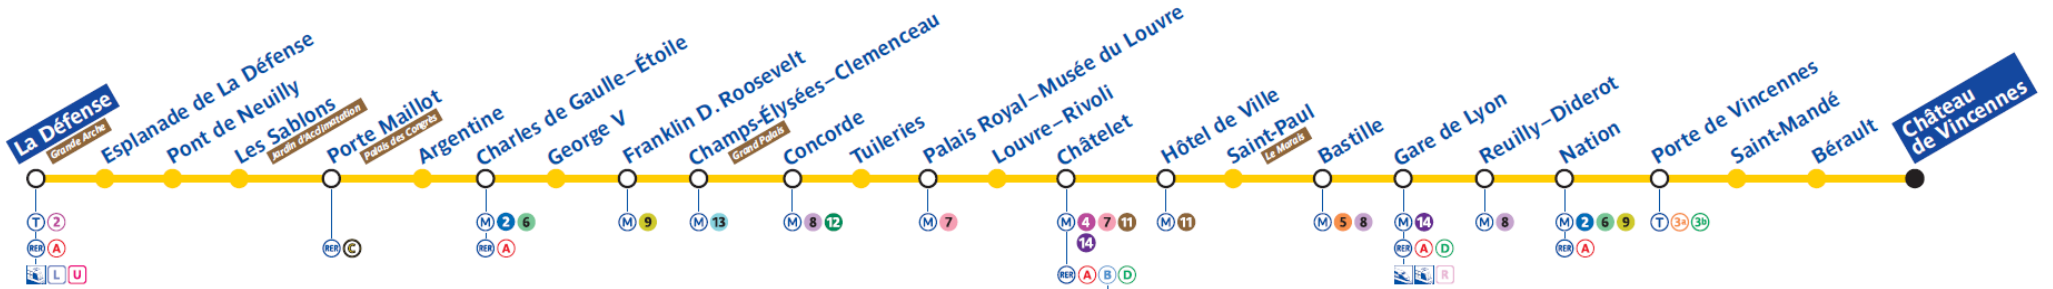 La Défense
Grande Arche
Esplanade de La Défense
Pont de Neuilly
Les Sablons
Jardin d'Acclimatation
Porte Maillot
Palais des Congrès
Argentine
Charles de Gaulle–Étoile
George V
Franklin D. Roosevelt
Champs-Élysées–Clemenceau
Grand Palais
Concorde
Tuileries
Palais Royal–Musée du Louvre
Louvre–Rivoli
Châtelet
Hôtel de Ville
Saint-Paul
Le Marais
Bastille
Gare de Lyon
Reuilly–Diderot
Nation
Porte de Vincennes
Saint-Mandé
Bérault
Château
de Vincennes
T 2
RER A
L U
RER C
M 2 6
RER A
M 9
M 13
M 8 12
M 7
M 4 7 11
14
RER A B D
M 11
M 5 8
M 14
RER A D
R
M 8
M 2 6 9
RER A
T 3a 3b